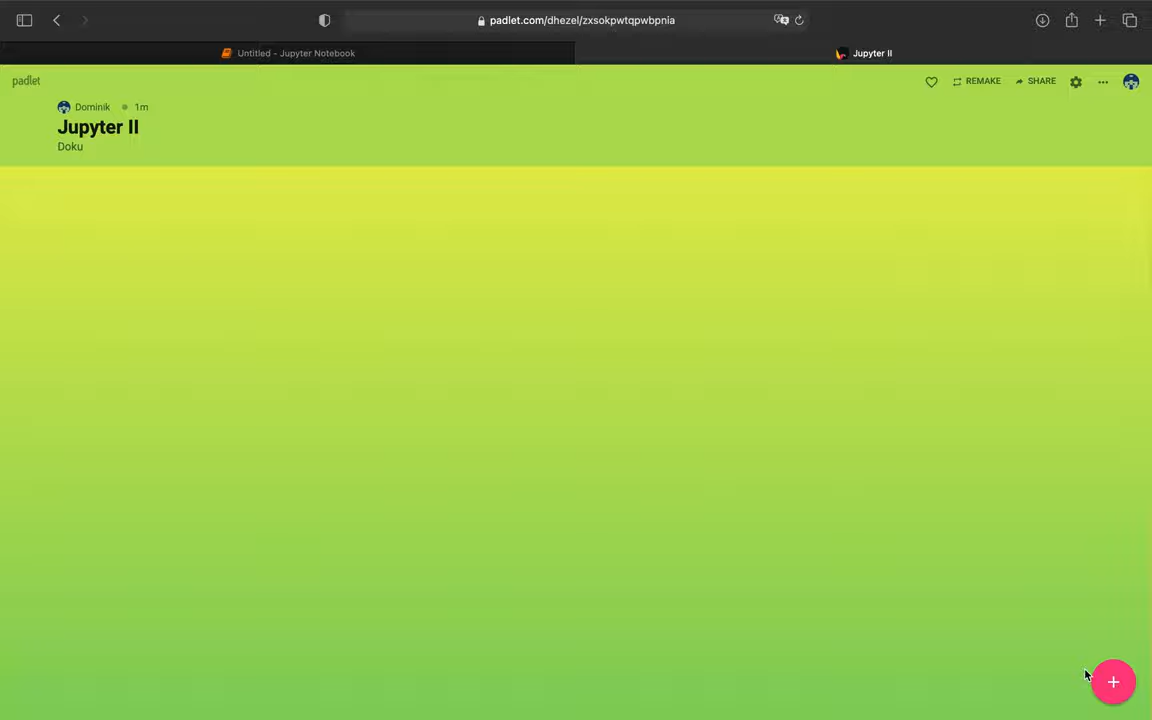 padlet.com/dhezel/zxsokpwtqpwbpnia
Untitled - Jupyter Notebook
Jupyter II
padlet
REMAKE
SHARE
Dominik
1m
Jupyter II
Doku